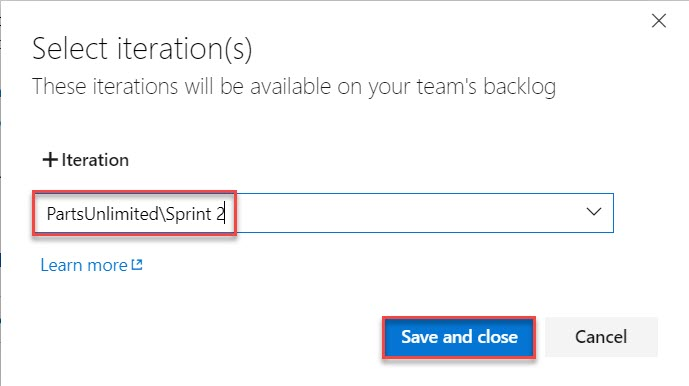 Select iteration(s)
These iterations will be available on your team's backlog
+ Iteration
PartsUnlimited\Sprint 2
Learn more
Save and close
Cancel